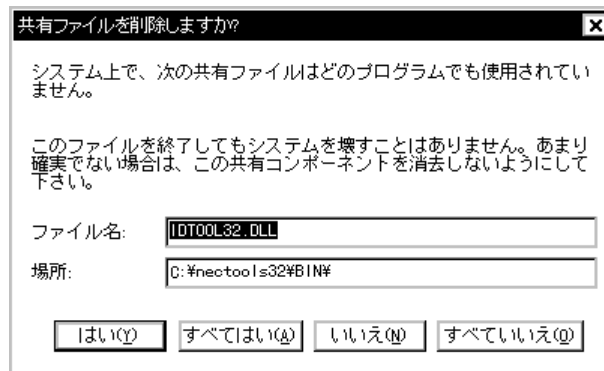 共有ファイルを削除しますか?
システム上で、次の共有ファイルはどのプログラムでも使用されてい
ません。
このファイルを終了してもシステムを壊すことはありません。あまり
確実でない場合は、この共有コンポーネントを消去しないようにして
下さい。
ファイル名: IDTOOL32.DLL
場所: C:¥nectools32¥BIN¥
はい(Y) すべてはい(A) いいえ(N) すべていいえ(O)